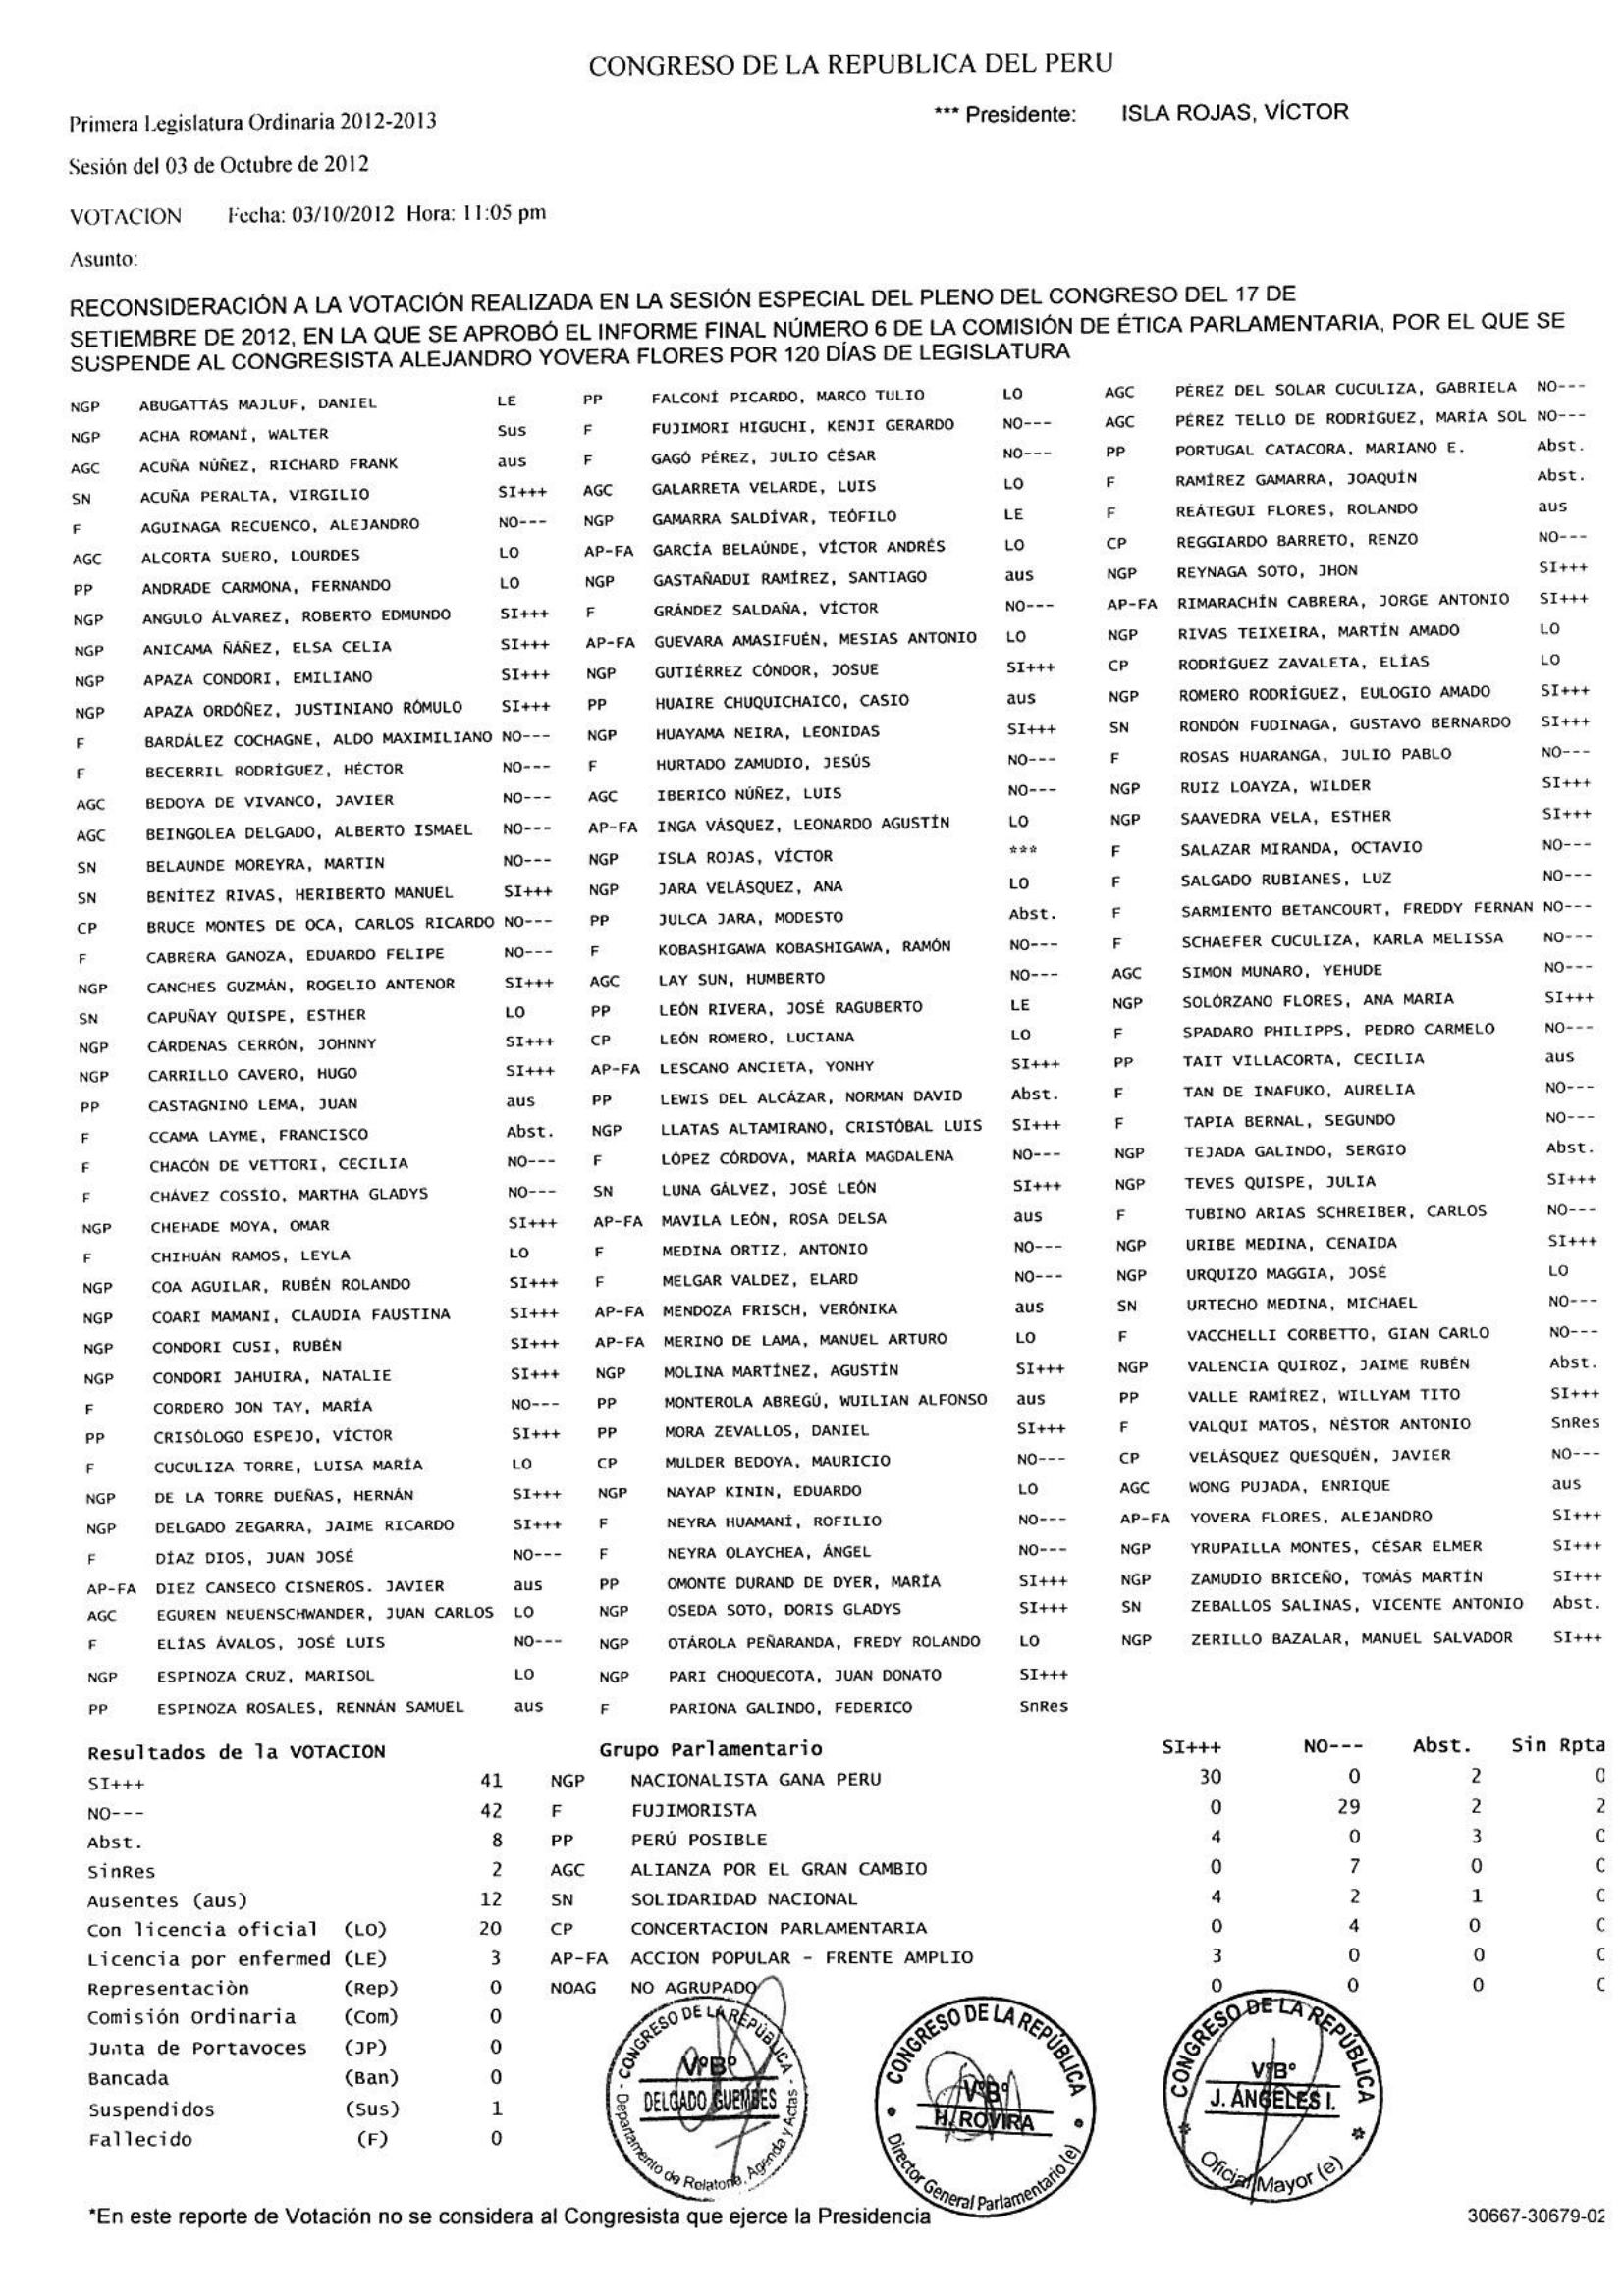 CONGRESO DE LA REPUBLICA DEL PERU
Primera Legislatura Ordinaria 2012-2013
*** Presidente: ISLA ROJAS, VÍCTOR
Sesión del 03 de Octubre de 2012
VOTACION Fecha: 03/10/2012 Hora: 11:05 pm
Asunto:
RECONSIDERACIÓN A LA VOTACIÓN REALIZADA EN LA SESIÓN ESPECIAL DEL PLENO DEL CONGRESO DEL 17 DE
SETIEMBRE DE 2012, EN LA QUE SE APROBÓ EL INFORME FINAL NÚMERO 6 DE LA COMISIÓN DE ÉTICA PARLAMENTARIA, POR EL QUE SE
SUSPENDE AL CONGRESISTA ALEJANDRO YOVERA FLORES POR 120 DÍAS DE LEGISLATURA
NGP ABUGATTÁS MAJLUF, DANIEL LE
NGP ACHA ROMANÍ, WALTER Sus
AGC ACUÑA NÚÑEZ, RICHARD FRANK aus
SN ACUÑA PERALTA, VIRGILIO SI+++
F AGUINAGA RECUENCO, ALEJANDRO NO---
AGC ALCORTA SUERO, LOURDES LO
PP ANDRADE CARMONA, FERNANDO LO
NGP ANGULO ÁLVAREZ, ROBERTO EDMUNDO SI+++
NGP ANICAMA ÑÁÑEZ, ELSA CELIA SI+++
NGP APAZA CONDORI, EMILIANO SI+++
NGP APAZA ORDÓÑEZ, JUSTINIANO RÓMULO SI+++
F BARDÁLEZ COCHAGNE, ALDO MAXIMILIANO NO---
F BECERRIL RODRÍGUEZ, HÉCTOR NO---
AGC BEDOYA DE VIVANCO, JAVIER NO---
AGC BEINGOLEA DELGADO, ALBERTO ISMAEL NO---
SN BELAUNDE MOREYRA, MARTIN NO---
SN BENÍTEZ RIVAS, HERIBERTO MANUEL SI+++
CP BRUCE MONTES DE OCA, CARLOS RICARDO NO---
F CABRERA GANOZA, EDUARDO FELIPE NO---
NGP CANCHES GUZMÁN, ROGELIO ANTENOR SI+++
SN CAPUÑAY QUISPE, ESTHER LO
NGP CÁRDENAS CERRÓN, JOHNNY SI+++
NGP CARRILLO CAVERO, HUGO SI+++
PP CASTAGNINO LEMA, JUAN aus
F CCAMA LAYME, FRANCISCO Abst.
F CHACÓN DE VETTORI, CECILIA NO---
F CHÁVEZ COSSÍO, MARTHA GLADYS NO---
NGP CHEHADE MOYA, OMAR SI+++
F CHIHUÁN RAMOS, LEYLA LO
NGP COA AGUILAR, RUBÉN ROLANDO SI+++
NGP COARI MAMANI, CLAUDIA FAUSTINA SI+++
NGP CONDORI CUSI, RUBÉN SI+++
NGP CONDORI JAHUIRA, NATALIE SI+++
F CORDERO JON TAY, MARÍA NO---
PP CRISÓLOGO ESPEJO, VÍCTOR SI+++
F CUCULIZA TORRE, LUISA MARÍA LO
NGP DE LA TORRE DUEÑAS, HERNÁN SI+++
NGP DELGADO ZEGARRA, JAIME RICARDO SI+++
F DÍAZ DIOS, JUAN JOSÉ NO---
AP-FA DIEZ CANSECO CISNEROS. JAVIER aus
AGC EGUREN NEUENSCHWANDER, JUAN CARLOS LO
F ELÍAS ÁVALOS, JOSÉ LUIS NO---
NGP ESPINOZA CRUZ, MARISOL LO
PP ESPINOZA ROSALES, RENNÁN SAMUEL aus
PP FALCONÍ PICARDO, MARCO TULIO LO
F FUJIMORI HIGUCHI, KENJI GERARDO NO---
F GAGÓ PÉREZ, JULIO CÉSAR NO---
AGC GALARRETA VELARDE, LUIS LO
NGP GAMARRA SALDÍVAR, TEÓFILO LE
AP-FA GARCÍA BELAÚNDE, VÍCTOR ANDRÉS LO
NGP GASTAÑADUI RAMÍREZ, SANTIAGO aus
F GRÁNDEZ SALDAÑA, VÍCTOR NO---
AP-FA GUEVARA AMASIFUÉN, MESIAS ANTONIO LO
NGP GUTIÉRREZ CÓNDOR, JOSUE SI+++
PP HUAIRE CHUQUICHAICO, CASIO aus
NGP HUAYAMA NEIRA, LEONIDAS SI+++
F HURTADO ZAMUDIO, JESÚS NO---
AGC IBERICO NÚÑEZ, LUIS NO---
AP-FA INGA VÁSQUEZ, LEONARDO AGUSTÍN LO
NGP ISLA ROJAS, VÍCTOR ***
NGP JARA VELÁSQUEZ, ANA LO
PP JULCA JARA, MODESTO Abst.
F KOBASHIGAWA KOBASHIGAWA, RAMÓN NO---
AGC LAY SUN, HUMBERTO NO---
PP LEÓN RIVERA, JOSÉ RAGUBERTO LE
CP LEÓN ROMERO, LUCIANA LO
AP-FA LESCANO ANCIETA, YONHY SI+++
PP LEWIS DEL ALCÁZAR, NORMAN DAVID Abst.
NGP LLATAS ALTAMIRANO, CRISTÓBAL LUIS SI+++
F LÓPEZ CÓRDOVA, MARÍA MAGDALENA NO---
SN LUNA GÁLVEZ, JOSÉ LEÓN SI+++
AP-FA MAVILA LEÓN, ROSA DELSA aus
F MEDINA ORTIZ, ANTONIO NO---
F MELGAR VALDEZ, ELARD NO---
AP-FA MENDOZA FRISCH, VERÓNIKA aus
AP-FA MERINO DE LAMA, MANUEL ARTURO LO
NGP MOLINA MARTÍNEZ, AGUSTÍN SI+++
PP MONTEROLA ABREGÚ, WUILIAN ALFONSO aus
PP MORA ZEVALLOS, DANIEL SI+++
CP MULDER BEDOYA, MAURICIO NO---
NGP NAYAP KININ, EDUARDO LO
F NEYRA HUAMANÍ, ROFILIO NO---
F NEYRA OLAYCHEA, ÁNGEL NO---
PP OMONTE DURAND DE DYER, MARÍA SI+++
NGP OSEDA SOTO, DORIS GLADYS SI+++
NGP OTÁROLA PEÑARANDA, FREDY ROLANDO LO
NGP PARI CHOQUECOTA, JUAN DONATO SI+++
F PARIONA GALINDO, FEDERICO SnRes
AGC PÉREZ DEL SOLAR CUCULIZA, GABRIELA NO---
AGC PÉREZ TELLO DE RODRÍGUEZ, MARÍA SOL NO---
PP PORTUGAL CATACORA, MARIANO E. Abst.
F RAMÍREZ GAMARRA, JOAQUÍN Abst.
F REÁTEGUI FLORES, ROLANDO aus
CP REGGIARDO BARRETO, RENZO NO---
NGP REYNAGA SOTO, JHON SI+++
AP-FA RIMARACHÍN CABRERA, JORGE ANTONIO SI+++
NGP RIVAS TEIXEIRA, MARTÍN AMADO LO
CP RODRÍGUEZ ZAVALETA, ELÍAS LO
NGP ROMERO RODRÍGUEZ, EULOGIO AMADO SI+++
SN RONDÓN FUDINAGA, GUSTAVO BERNARDO SI+++
F ROSAS HUARANGA, JULIO PABLO NO---
NGP RUIZ LOAYZA, WILDER SI+++
NGP SAAVEDRA VELA, ESTHER SI+++
F SALAZAR MIRANDA, OCTAVIO NO---
F SALGADO RUBIANES, LUZ NO---
F SARMIENTO BETANCOURT, FREDDY FERNAN NO---
F SCHAEFER CUCULIZA, KARLA MELISSA NO---
AGC SIMON MUNARO, YEHUDE NO---
NGP SOLÓRZANO FLORES, ANA MARIA SI+++
F SPADARO PHILIPPS, PEDRO CARMELO NO---
PP TAIT VILLACORTA, CECILIA aus
F TAN DE INAFUKO, AURELIA NO---
F TAPIA BERNAL, SEGUNDO NO---
NGP TEJADA GALINDO, SERGIO Abst.
NGP TEVES QUISPE, JULIA SI+++
F TUBINO ARIAS SCHREIBER, CARLOS NO---
NGP URIBE MEDINA, CENAIDA SI+++
NGP URQUIZO MAGGIA, JOSÉ LO
SN URTECHO MEDINA, MICHAEL NO---
F VACCHELLI CORBETTO, GIAN CARLO NO---
NGP VALENCIA QUIROZ, JAIME RUBÉN Abst.
PP VALLE RAMÍREZ, WILLYAM TITO SI+++
F VALQUI MATOS, NÉSTOR ANTONIO SnRes
CP VELÁSQUEZ QUESQUÉN, JAVIER NO---
AGC WONG PUJADA, ENRIQUE aus
AP-FA YOVERA FLORES, ALEJANDRO SI+++
NGP YRUPAILLA MONTES, CÉSAR ELMER SI+++
NGP ZAMUDIO BRICEÑO, TOMÁS MARTÍN SI+++
SN ZEBALLOS SALINAS, VICENTE ANTONIO Abst.
NGP ZERILLO BAZALAR, MANUEL SALVADOR SI+++
Resultados de la VOTACION
SI+++ 41
NO--- 42
Abst. 8
SinRes 2
Ausentes (aus) 12
Con licencia oficial (LO) 20
Licencia por enfermed (LE) 3
Representación (Rep) 0
Comisión Ordinaria (Com) 0
Junta de Portavoces (JP) 0
Bancada (Ban) 0
Suspendidos (Sus) 1
Fallecido (F) 0
Grupo Parlamentario SI+++ NO--- Abst. Sin Rpta
NGP NACIONALISTA GANA PERU 30 0 2 0
F FUJIMORISTA 0 29 2 2
PP PERÚ POSIBLE 4 0 3 0
AGC ALIANZA POR EL GRAN CAMBIO 0 7 0 0
SN SOLIDARIDAD NACIONAL 4 2 1 0
CP CONCERTACION PARLAMENTARIA 0 4 0 0
AP-FA ACCION POPULAR - FRENTE AMPLIO 3 0 0 0
NOAG NO AGRUPADO 0 0 0 0
CONGRESO DE LA REPÚBLICA
VºBº
DELGADO GUEMBES
Departamento de Relatoria, Agenda y Actas
CONGRESO DE LA REPÚBLICA
VºBº
H. ROVIRA
Director General Parlamentario (e)
CONGRESO DE LA REPÚBLICA
VºBº
J. ÁNGELES I.
Oficial Mayor (e)
*En este reporte de Votación no se considera al Congresista que ejerce la Presidencia
30667-30679-02